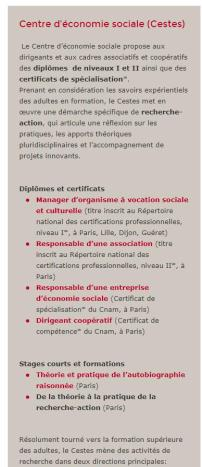 Centre d'économie sociale (Cestes)
Le Centre d'économie sociale propose aux
dirigeants et aux cadres associatifs et coopératifs
des diplômes de niveaux I et II ainsi que des
certificats de spécialisation*.
Prenant en considération les savoirs expérientiels
des adultes en formation, le Cestes met en
œuvre une démarche spécifique de recherche-
action, qui articule une réflexion sur les
pratiques, les apports théoriques
pluridisciplinaires et l'accompagnement de
projets innovants.
Diplômes et certificats
● Manager d'organisme à vocation sociale
et culturelle (titre inscrit au Répertoire
national des certifications professionnelles,
niveau I*, à Paris, Lille, Dijon, Guéret)
● Responsable d'une association (titre
inscrit au Répertoire national des
certifications professionnelles, niveau II*, à
Paris)
● Responsable d'une entreprise
d'économie sociale (Certificat de
spécialisation* du Cnam, à Paris)
● Dirigeant coopératif (Certificat de
compétence* du Cnam, à Paris)
Stages courts et formations
● Théorie et pratique de l'autobiographie
raisonnée (Paris)
● De la théorie à la pratique de la
recherche-action (Paris)
Résolument tourné vers la formation supérieure
des adultes, le Cestes mène des activités de
recherche dans deux directions principales: